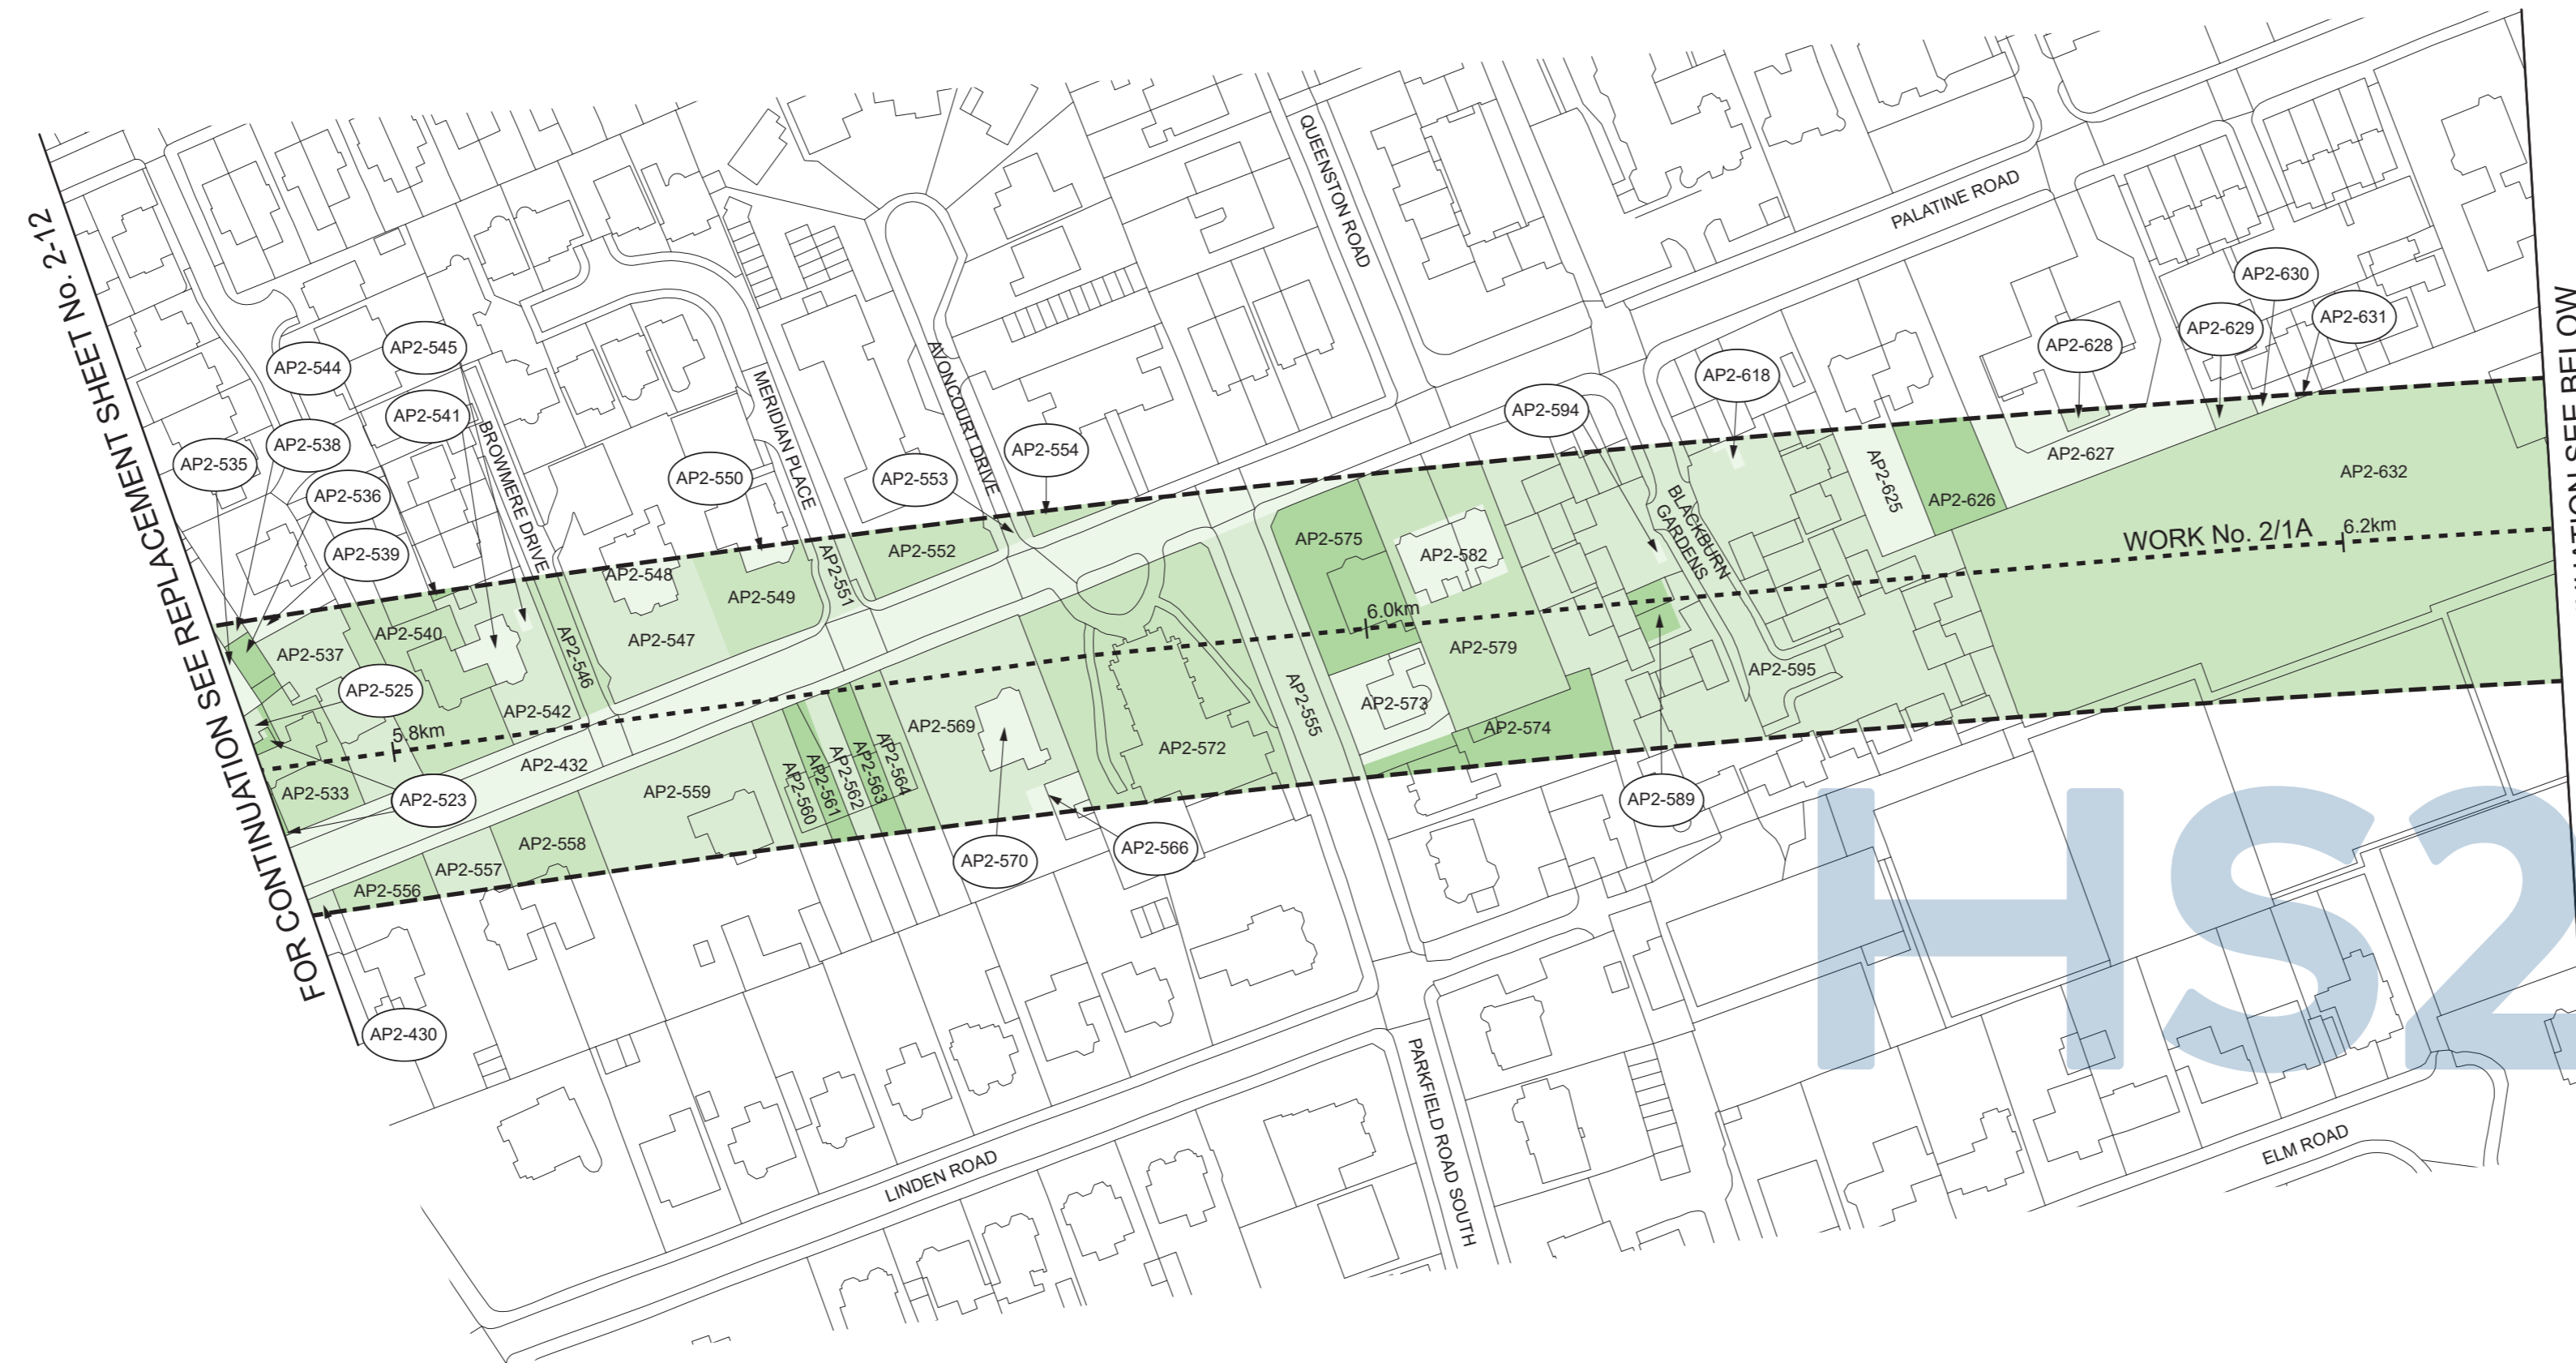 FOR CONTINUATION SEE REPLACEMENT SHEET No. 2-12
QUEENSTON ROAD
PALATINE ROAD
AP2-630
AP2-631
AP2-629
AP2-628
AP2-545
AP2-544
AP2-541
AP2-618
AP2-594
AP2-535
AP2-538
AP2-536
AP2-539
BROWMERE DRIVE
MERIDIAN PLACE
AVONCOURT DRIVE
AP2-550
AP2-553
AP2-554
AP2-627
AP2-632
AP2-625
AP2-626
BLACKBURN
GARDENS
WORK No. 2/1A
6.2km
AP2-575
AP2-582
AP2-552
AP2-551
AP2-548
AP2-549
AP2-547
AP2-546
AP2-540
AP2-537
AP2-525
AP2-542
6.0km
AP2-579
AP2-595
AP2-573
AP2-574
AP2-555
AP2-572
AP2-569
AP2-564
AP2-563
AP2-562
AP2-561
AP2-560
AP2-559
AP2-432
5.8km
AP2-533
AP2-523
AP2-558
AP2-557
AP2-556
AP2-570
AP2-566
AP2-589
AP2-430
HS2
LINDEN ROAD
PARKFIELD ROAD SOUTH
ELM ROAD
SEE BELOW